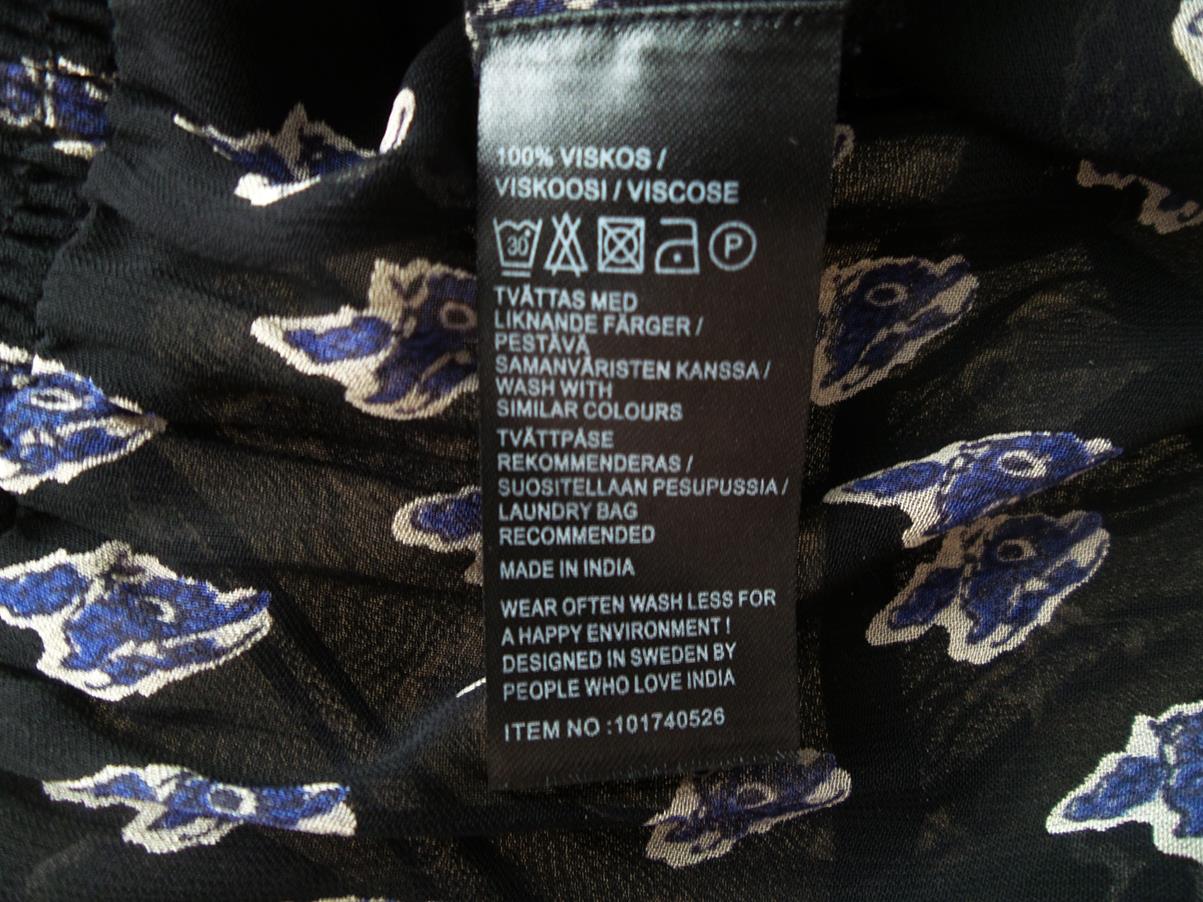 100% VISKOS /
VISKOOSI / VISCOSE
30° P
TVÄTTAS MED
LIKNANDE FÄRGER /
PESTÄVÄ
SAMANVÄRISTEN KANSSA /
WASH WITH
SIMILAR COLOURS
TVÄTTPÅSE
REKOMMENDERAS /
SUOSITELLAAN PESUPUSSIA /
LAUNDRY BAG
RECOMMENDED
MADE IN INDIA
WEAR OFTEN WASH LESS FOR
A HAPPY ENVIRONMENT !
DESIGNED IN SWEDEN BY
PEOPLE WHO LOVE INDIA
ITEM NO :101740526